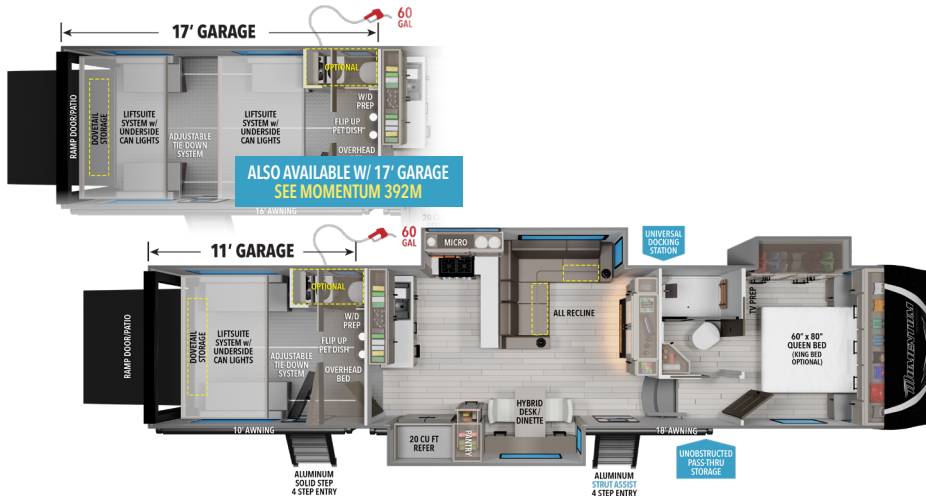 17' GARAGE
60
GAL
OPTIONAL
RAMP DOOR/PATIO
DOVETAIL
STORAGE
LIFTSUITE
SYSTEM w/
UNDERSIDE
CAN LIGHTS
ADJUSTABLE
TIE-DOWN
SYSTEM
LIFTSUITE
SYSTEM w/
UNDERSIDE
CAN LIGHTS
W/D
PREP
FLIP UP
PET DISH
OVERHEAD
ALSO AVAILABLE W/ 17' GARAGE
SEE MOMENTUM 392M
16' AWNING
11' GARAGE
60
GAL
OPTIONAL
RAMP DOOR/PATIO
DOVETAIL
STORAGE
LIFTSUITE
SYSTEM w/
UNDERSIDE
CAN LIGHTS
ADJUSTABLE
TIE-DOWN
SYSTEM
W/D
PREP
FLIP UP
PET DISH
OVERHEAD
BED
10' AWNING
ALUMINUM
SOLID STEP
4 STEP ENTRY
MICRO
ALL RECLINE
UNIVERSAL
DOCKING
STATION
TV PREP
60" x 80"
QUEEN BED
(KING BED
OPTIONAL)
MOMENTUM
HYBRID
DESK/
DINETTE
20 CU FT
REFER
PANTRY
18' AWNING
ALUMINUM
STRUT ASSIST
4 STEP ENTRY
UNOBSTRUCTED
PASS-THRU
STORAGE